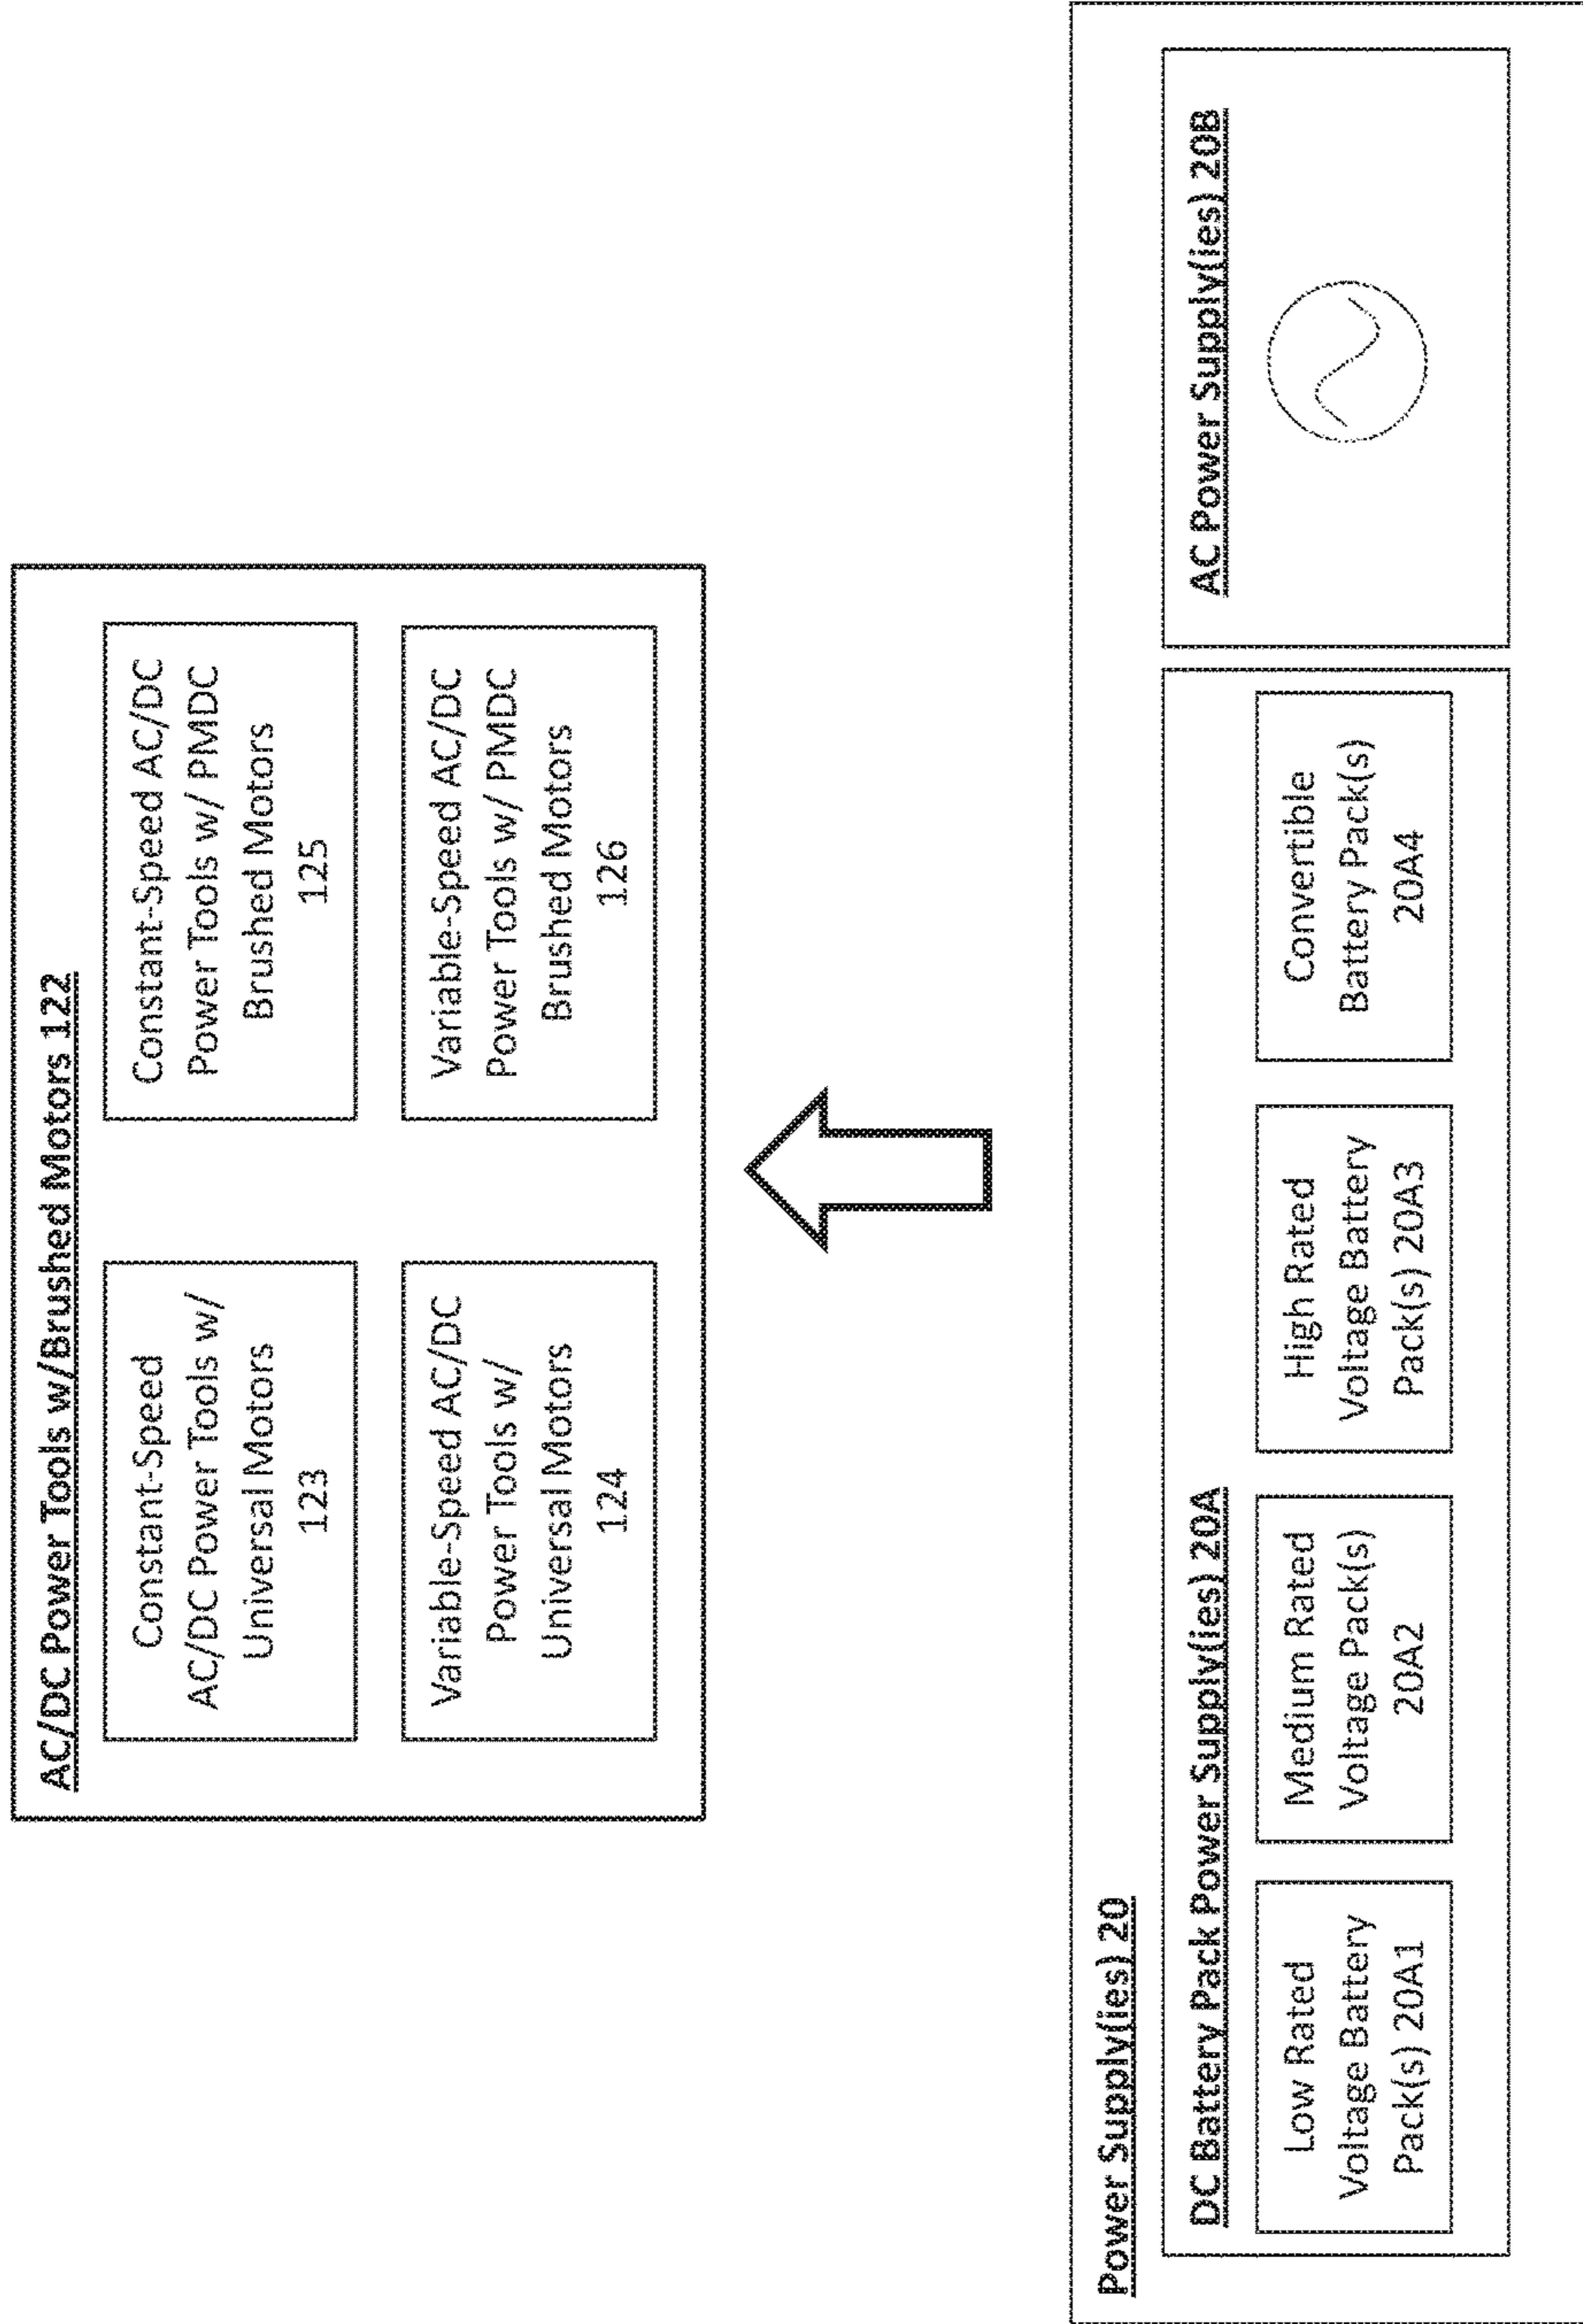 AC/DC Power Tools w/Brushed Motors 122
Constant-Speed
AC/DC Power Tools w/
Universal Motors
123
Constant-Speed AC/DC
Power Tools w/ PMDC
Brushed Motors
125
Variable-Speed AC/DC
Power Tools w/
Universal Motors
124
Variable-Speed AC/DC
Power Tools w/ PMDC
Brushed Motors
126
Power Supply(ies) 20
DC Battery Pack Power Supply(ies) 20A
Low Rated
Voltage Battery
Pack(s) 20A1
Medium Rated
Voltage Pack(s)
20A2
High Rated
Voltage Battery
Pack(s) 20A3
Convertible
Battery Pack(s)
20A4
AC Power Supply(ies) 20B